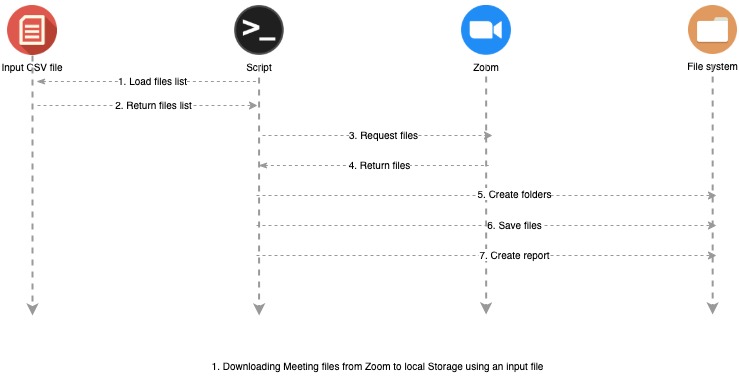 >_
Input CSV file
Script
Zoom
File system
1. Load files list
2. Return files list
3. Request files
4. Return files
5. Create folders
6. Save files
7. Create report
1. Downloading Meeting files from Zoom to local Storage using an input file